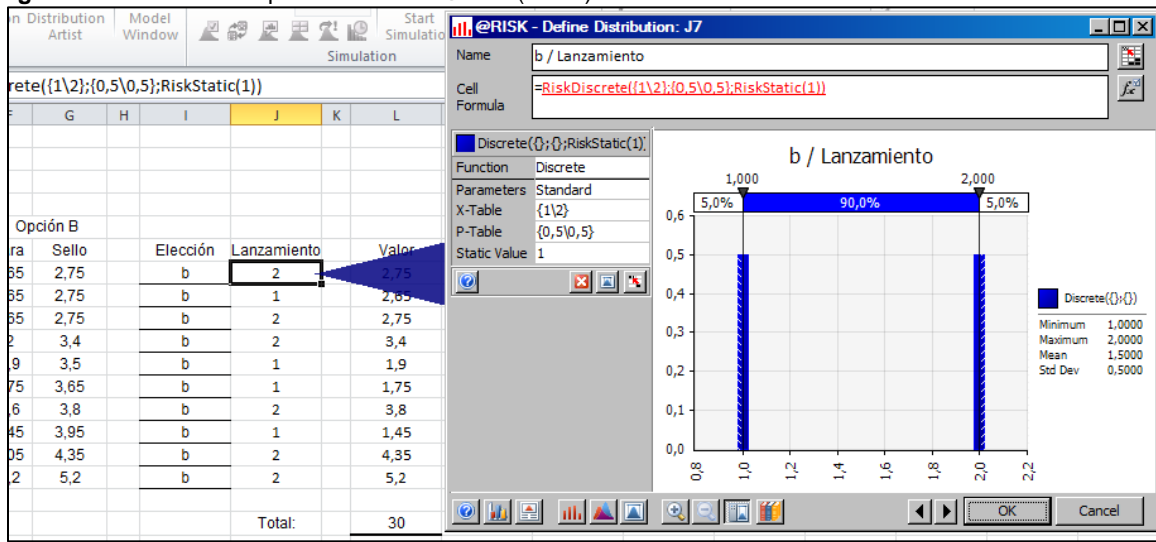 on Distribution Model Start
Artist Window Simulatio
Simulation
rete({1\2};{0,5\0,5};RiskStatic(1))
G H I J K L
Opción B
ra Sello Elección Lanzamiento Valor
65 2,75 b 2 2,75
65 2,75 b 1 2,65
65 2,75 b 2 2,75
2 3,4 b 2 3,4
,9 3,5 b 1 1,9
75 3,65 b 1 1,75
,6 3,8 b 2 3,8
45 3,95 b 1 1,45
05 4,35 b 2 4,35
,2 5,2 b 2 5,2
Total: 30
@RISK - Define Distribution: J7
Name b / Lanzamiento
Cell Formula =RiskDiscrete({1\2};{0,5\0,5};RiskStatic(1))
Discrete({};{};RiskStatic(1))
Function Discrete
Parameters Standard
X-Table {1\2}
P-Table {0,5\0,5}
Static Value 1
b / Lanzamiento
1,000 2,000
5,0% 90,0% 5,0%
0,6
0,5
0,4
0,3
0,2
0,1
0,0
0,8 1,0 1,2 1,4 1,6 1,8 2,0 2,2
Discrete({};{})
Minimum 1,0000
Maximum 2,0000
Mean 1,5000
Std Dev 0,5000
OK Cancel